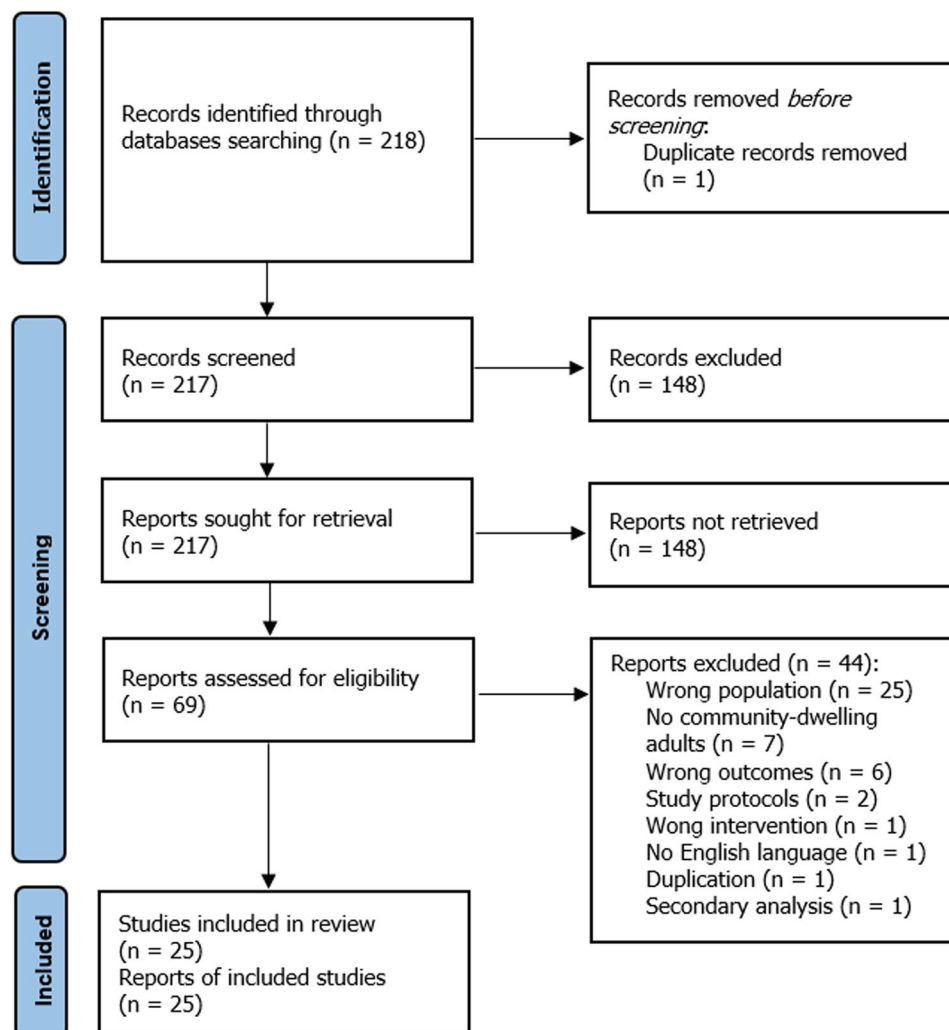 Identification
Records identified through
databases searching (n = 218)
Records removed before
screening:
Duplicate records removed
(n = 1)
Screening
Records screened
(n = 217)
Records excluded
(n = 148)
Reports sought for retrieval
(n = 217)
Reports not retrieved
(n = 148)
Reports assessed for eligibility
(n = 69)
Reports excluded (n = 44):
Wrong population (n = 25)
No community-dwelling
adults (n = 7)
Wrong outcomes (n = 6)
Study protocols (n = 2)
Wong intervention (n = 1)
No English language (n = 1)
Duplication (n = 1)
Secondary analysis (n = 1)
Included
Studies included in review
(n = 25)
Reports of included studies
(n = 25)